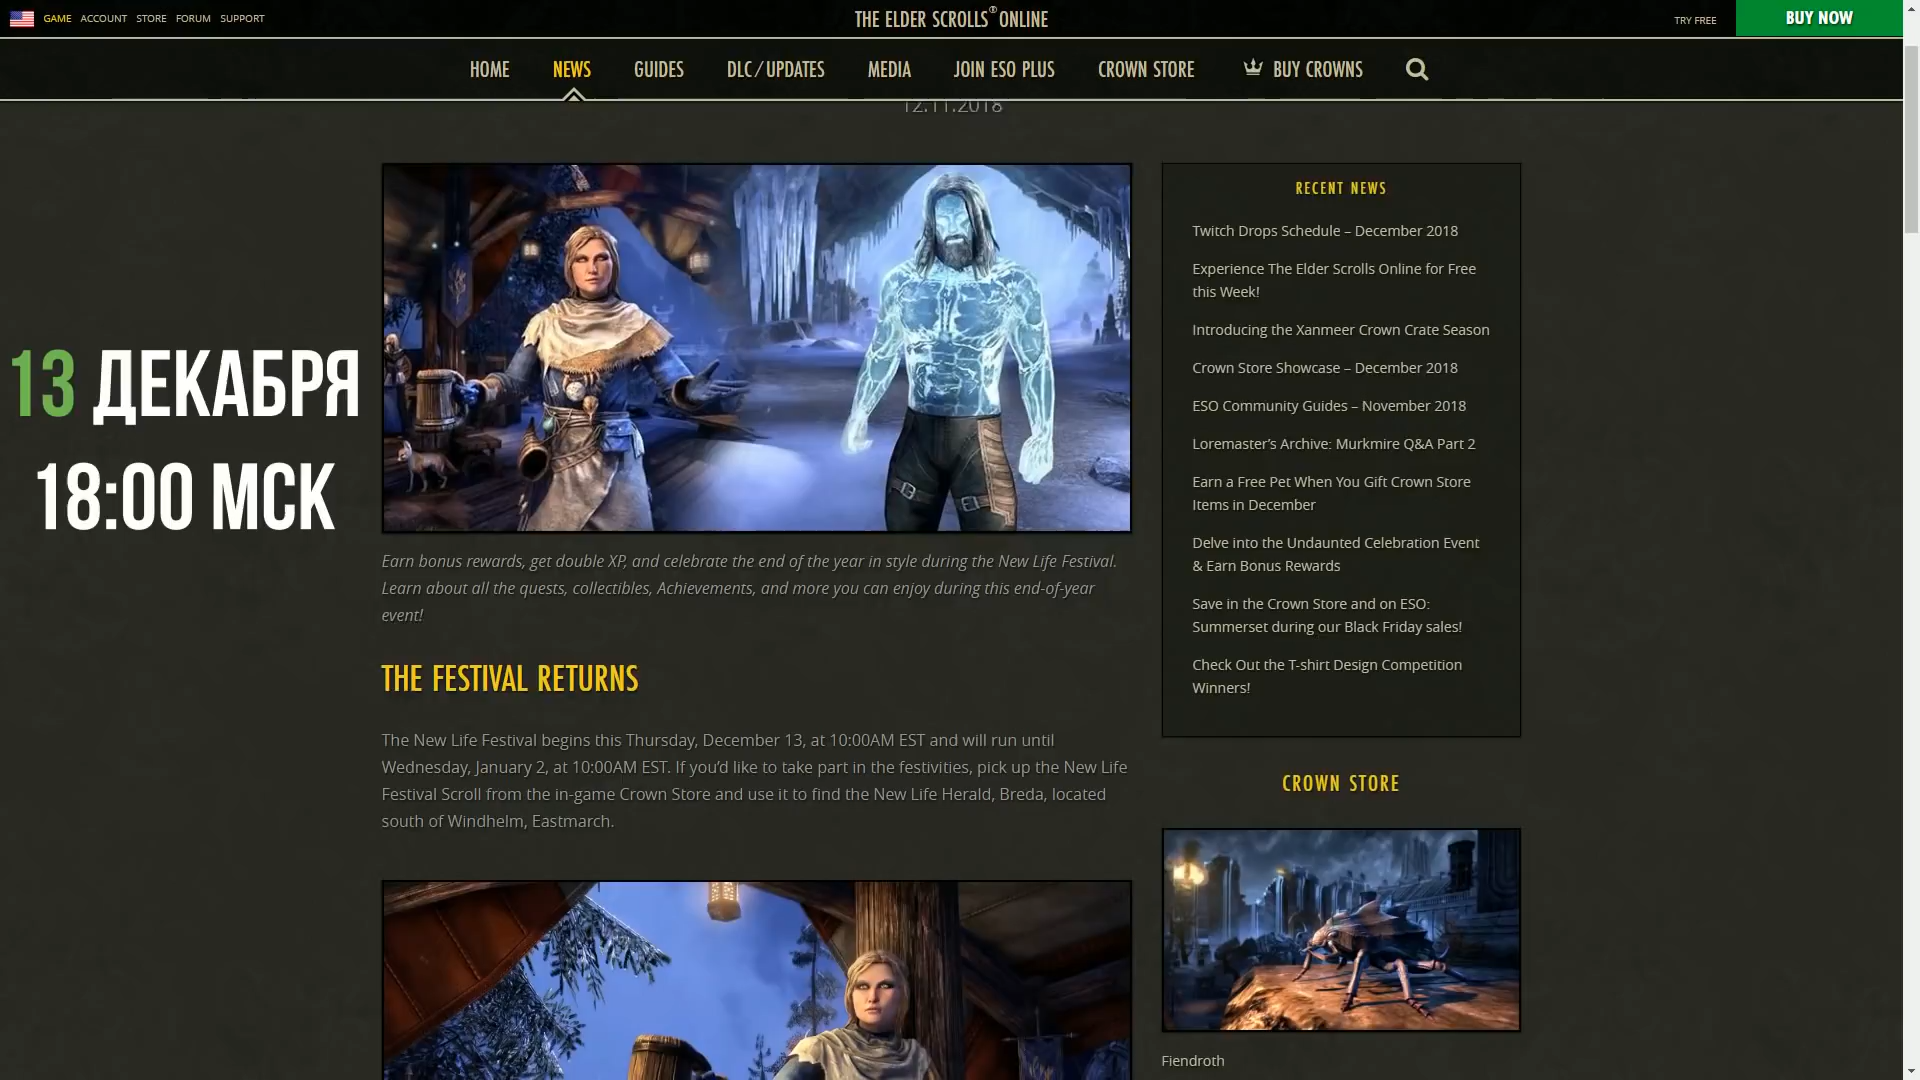 GAME ACCOUNT STORE FORUM SUPPORT
THE ELDER SCROLLS® ONLINE
TRY FREE
BUY NOW
HOME NEWS GUIDES DLC/UPDATES MEDIA JOIN ESO PLUS CROWN STORE BUY CROWNS
12.11.2018
13 ДЕКАБРЯ
18:00 МСК
Earn bonus rewards, get double XP, and celebrate the end of the year in style during the New Life Festival.
Learn about all the quests, collectibles, Achievements, and more you can enjoy during this end-of-year
event!
THE FESTIVAL RETURNS
The New Life Festival begins this Thursday, December 13, at 10:00AM EST and will run until
Wednesday, January 2, at 10:00AM EST. If you’d like to take part in the festivities, pick up the New Life
Festival Scroll from the in-game Crown Store and use it to find the New Life Herald, Breda, located
south of Windhelm, Eastmarch.
RECENT NEWS
Twitch Drops Schedule – December 2018
Experience The Elder Scrolls Online for Free
this Week!
Introducing the Xanmeer Crown Crate Season
Crown Store Showcase – December 2018
ESO Community Guides – November 2018
Loremaster’s Archive: Murkmire Q&A Part 2
Earn a Free Pet When You Gift Crown Store
Items in December
Delve into the Undaunted Celebration Event
& Earn Bonus Rewards
Save in the Crown Store and on ESO:
Summerset during our Black Friday sales!
Check Out the T-shirt Design Competition
Winners!
CROWN STORE
Fiendroth